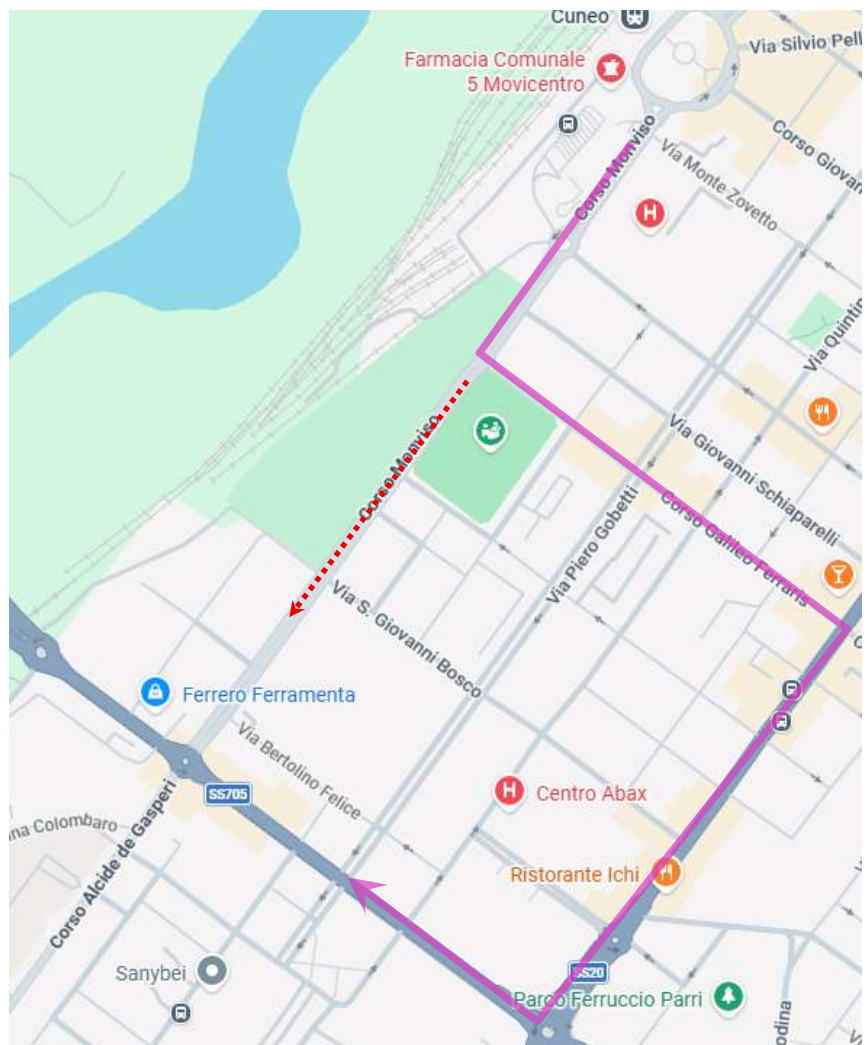 Cuneo
Via Silvio Pell
Farmacia Comunale
5 Movicentro
Corso Monviso
Via Monte Zovetto
Corso Giovan
H
Via Quintin
Corso Monviso
Via Giovanni Schiaparelli
Via Piero Gobetti
Corso Galileo Ferraris
C
Via S. Giovanni Bosco
Ferrero Ferramenta
Via Bertolino Felice
SS705
H
Centro Abax
na Colombaro
Corso Alcide de Gasperi
Ristorante Ichi
Sanybei
SS20
Parco Ferruccio Parri
odina
V